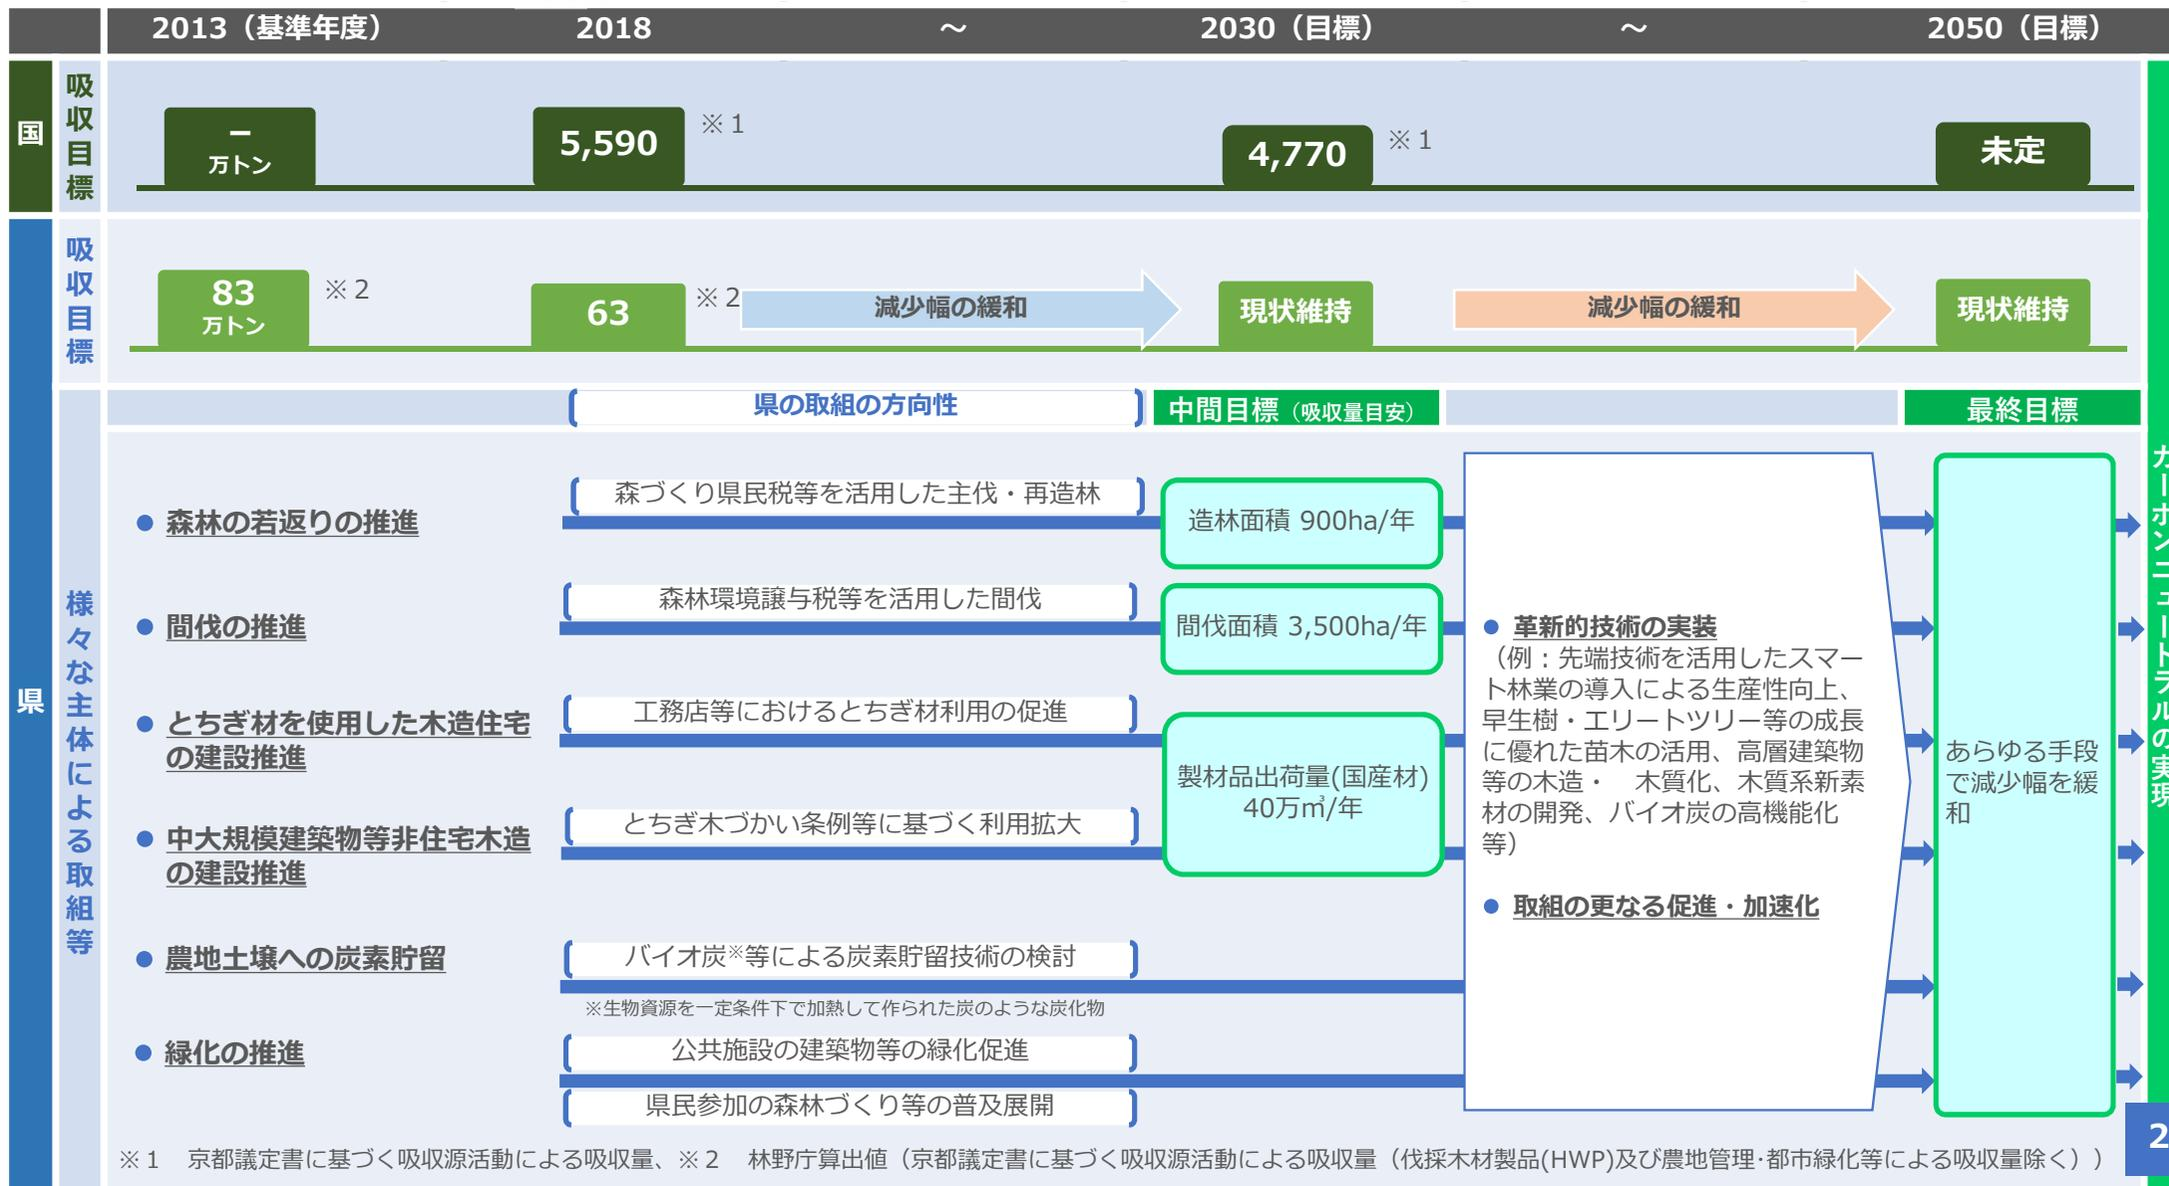 2013（基準年度）　2018　～　2030（目標）　～　2050（目標）
国
吸収目標
－
万トン
5,590
※１
4,770
※１
未定
県
吸収目標
83
万トン
※２
63
※２
減少幅の緩和
現状維持
減少幅の緩和
現状維持
様々な主体による取組等
県の取組の方向性
中間目標（吸収量目安）
最終目標
● 森林の若返りの推進
森づくり県民税等を活用した主伐・再造林
造林面積 900ha/年
● 間伐の推進
森林環境譲与税等を活用した間伐
間伐面積 3,500ha/年
● とちぎ材を使用した木造住宅
の建設推進
工務店等におけるとちぎ材利用の促進
● 中大規模建築物等非住宅木造
の建設推進
とちぎ木づかい条例等に基づく利用拡大
製材品出荷量(国産材)
40万㎥/年
● 農地土壌への炭素貯留
バイオ炭※等による炭素貯留技術の検討
※生物資源を一定条件下で加熱して作られた炭のような炭化物
● 緑化の推進
公共施設の建築物等の緑化促進
県民参加の森林づくり等の普及展開
● 革新的技術の実装
（例：先端技術を活用したスマー
ト林業の導入による生産性向上、
早生樹・エリートツリー等の成長
に優れた苗木の活用、高層建築物
等の木造・　木質化、木質系新素
材の開発、バイオ炭の高機能化
等）
● 取組の更なる促進・加速化
あらゆる手段
で減少幅を緩
和
カーボンニュートラルの実現
※１　京都議定書に基づく吸収源活動による吸収量、※２　林野庁算出値（京都議定書に基づく吸収源活動による吸収量（伐採木材製品(HWP)及び農地管理･都市緑化等による吸収量除く））
2